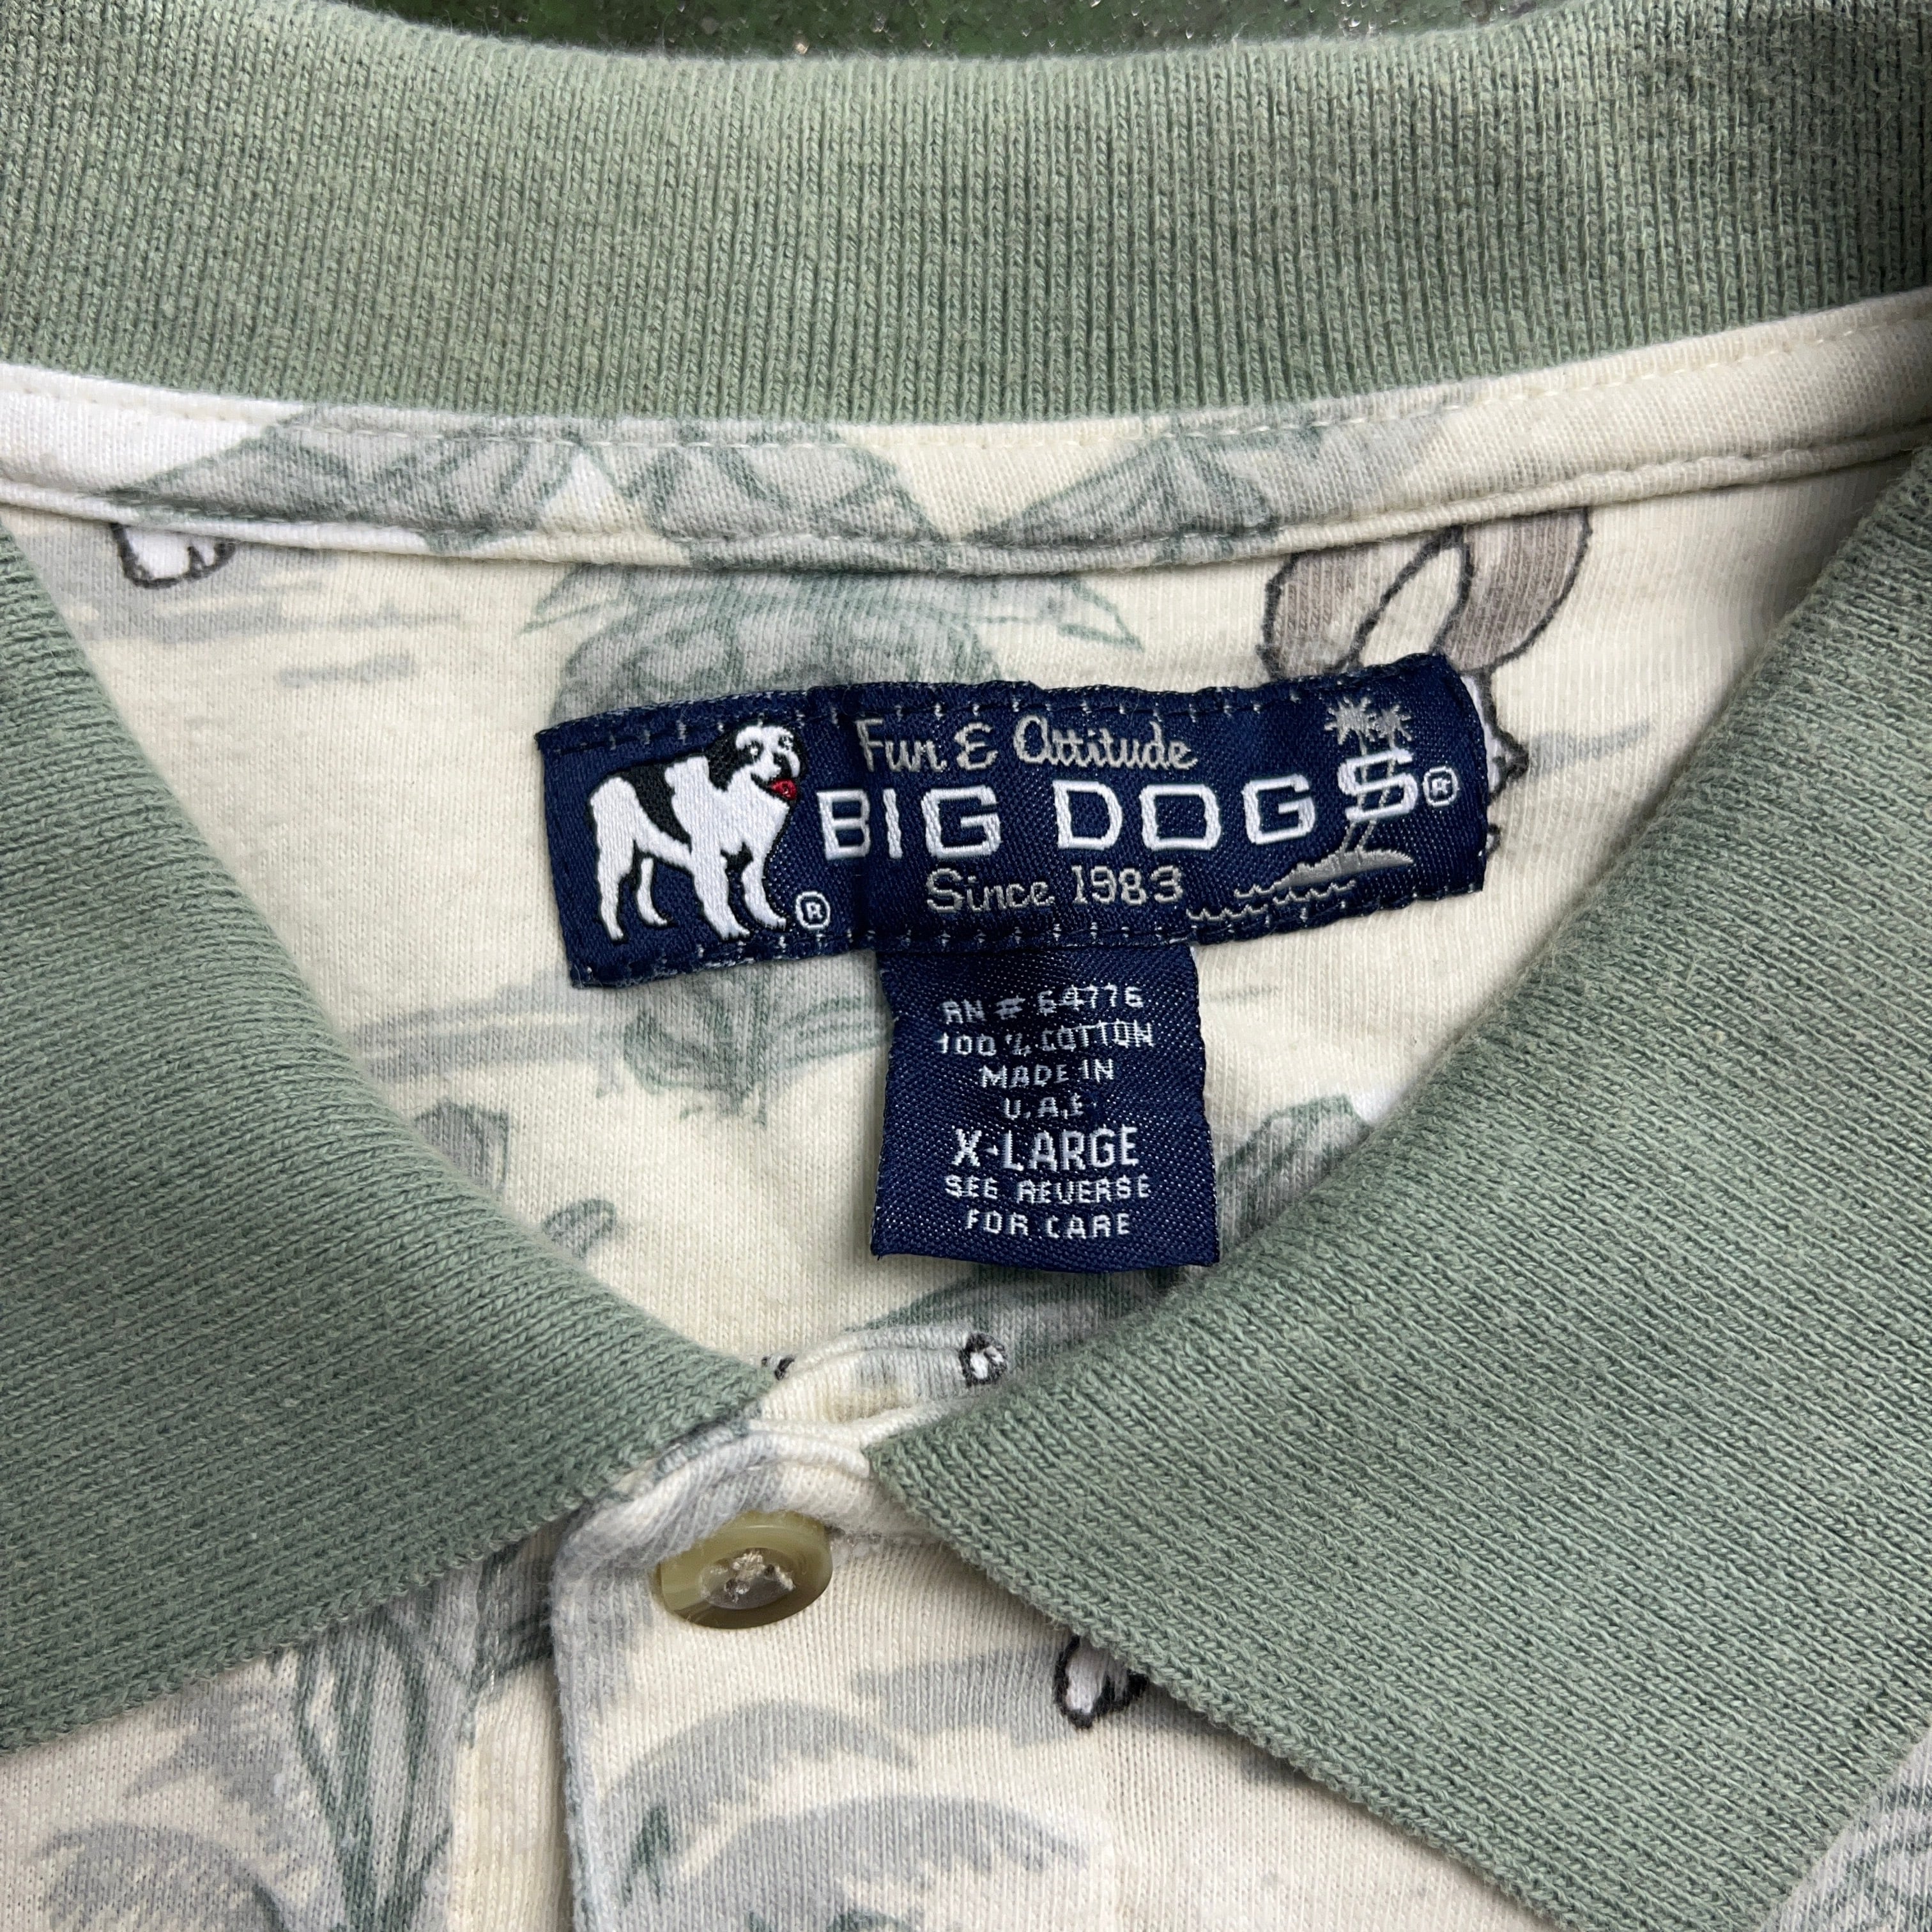 Fun & Attitude
BIG DOGS®
Since 1983
®
RN # 64776
100% COTTON
MADE IN
U.A.E.
X-LARGE
SEE REVERSE
FOR CARE